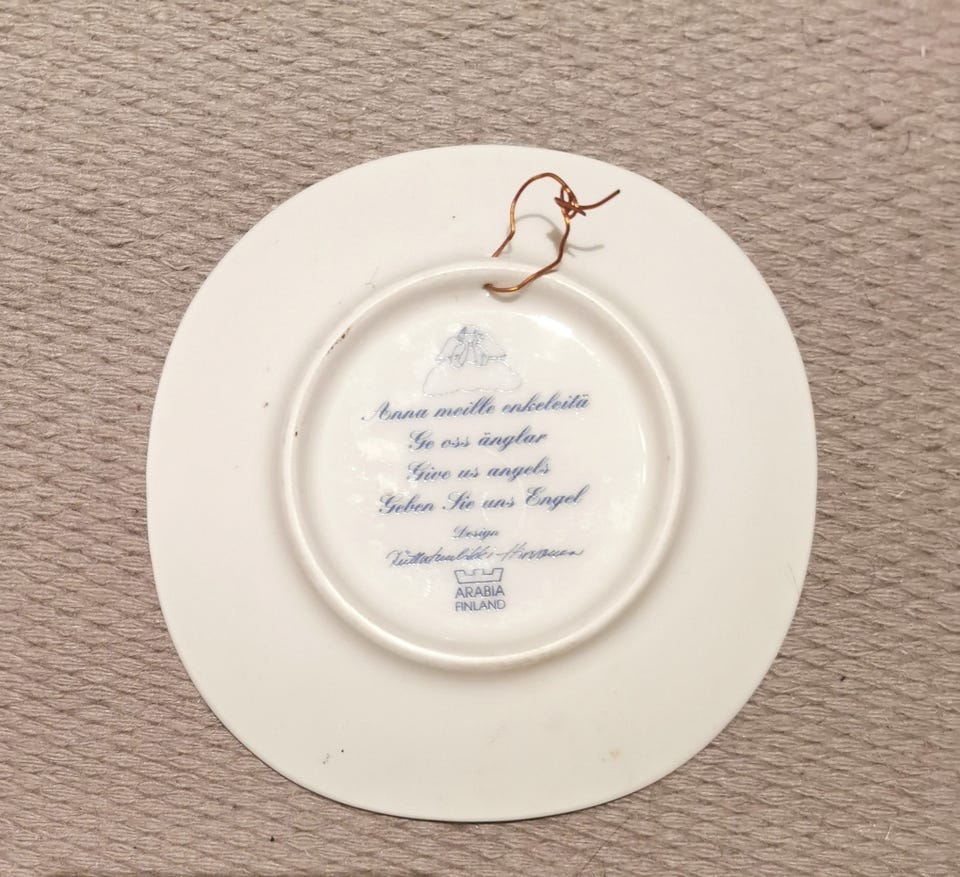 Anna meille enkeleitä
Ge oss änglar
Give us angels
Geben Sie uns Engel
Design
ARABIA
FINLAND